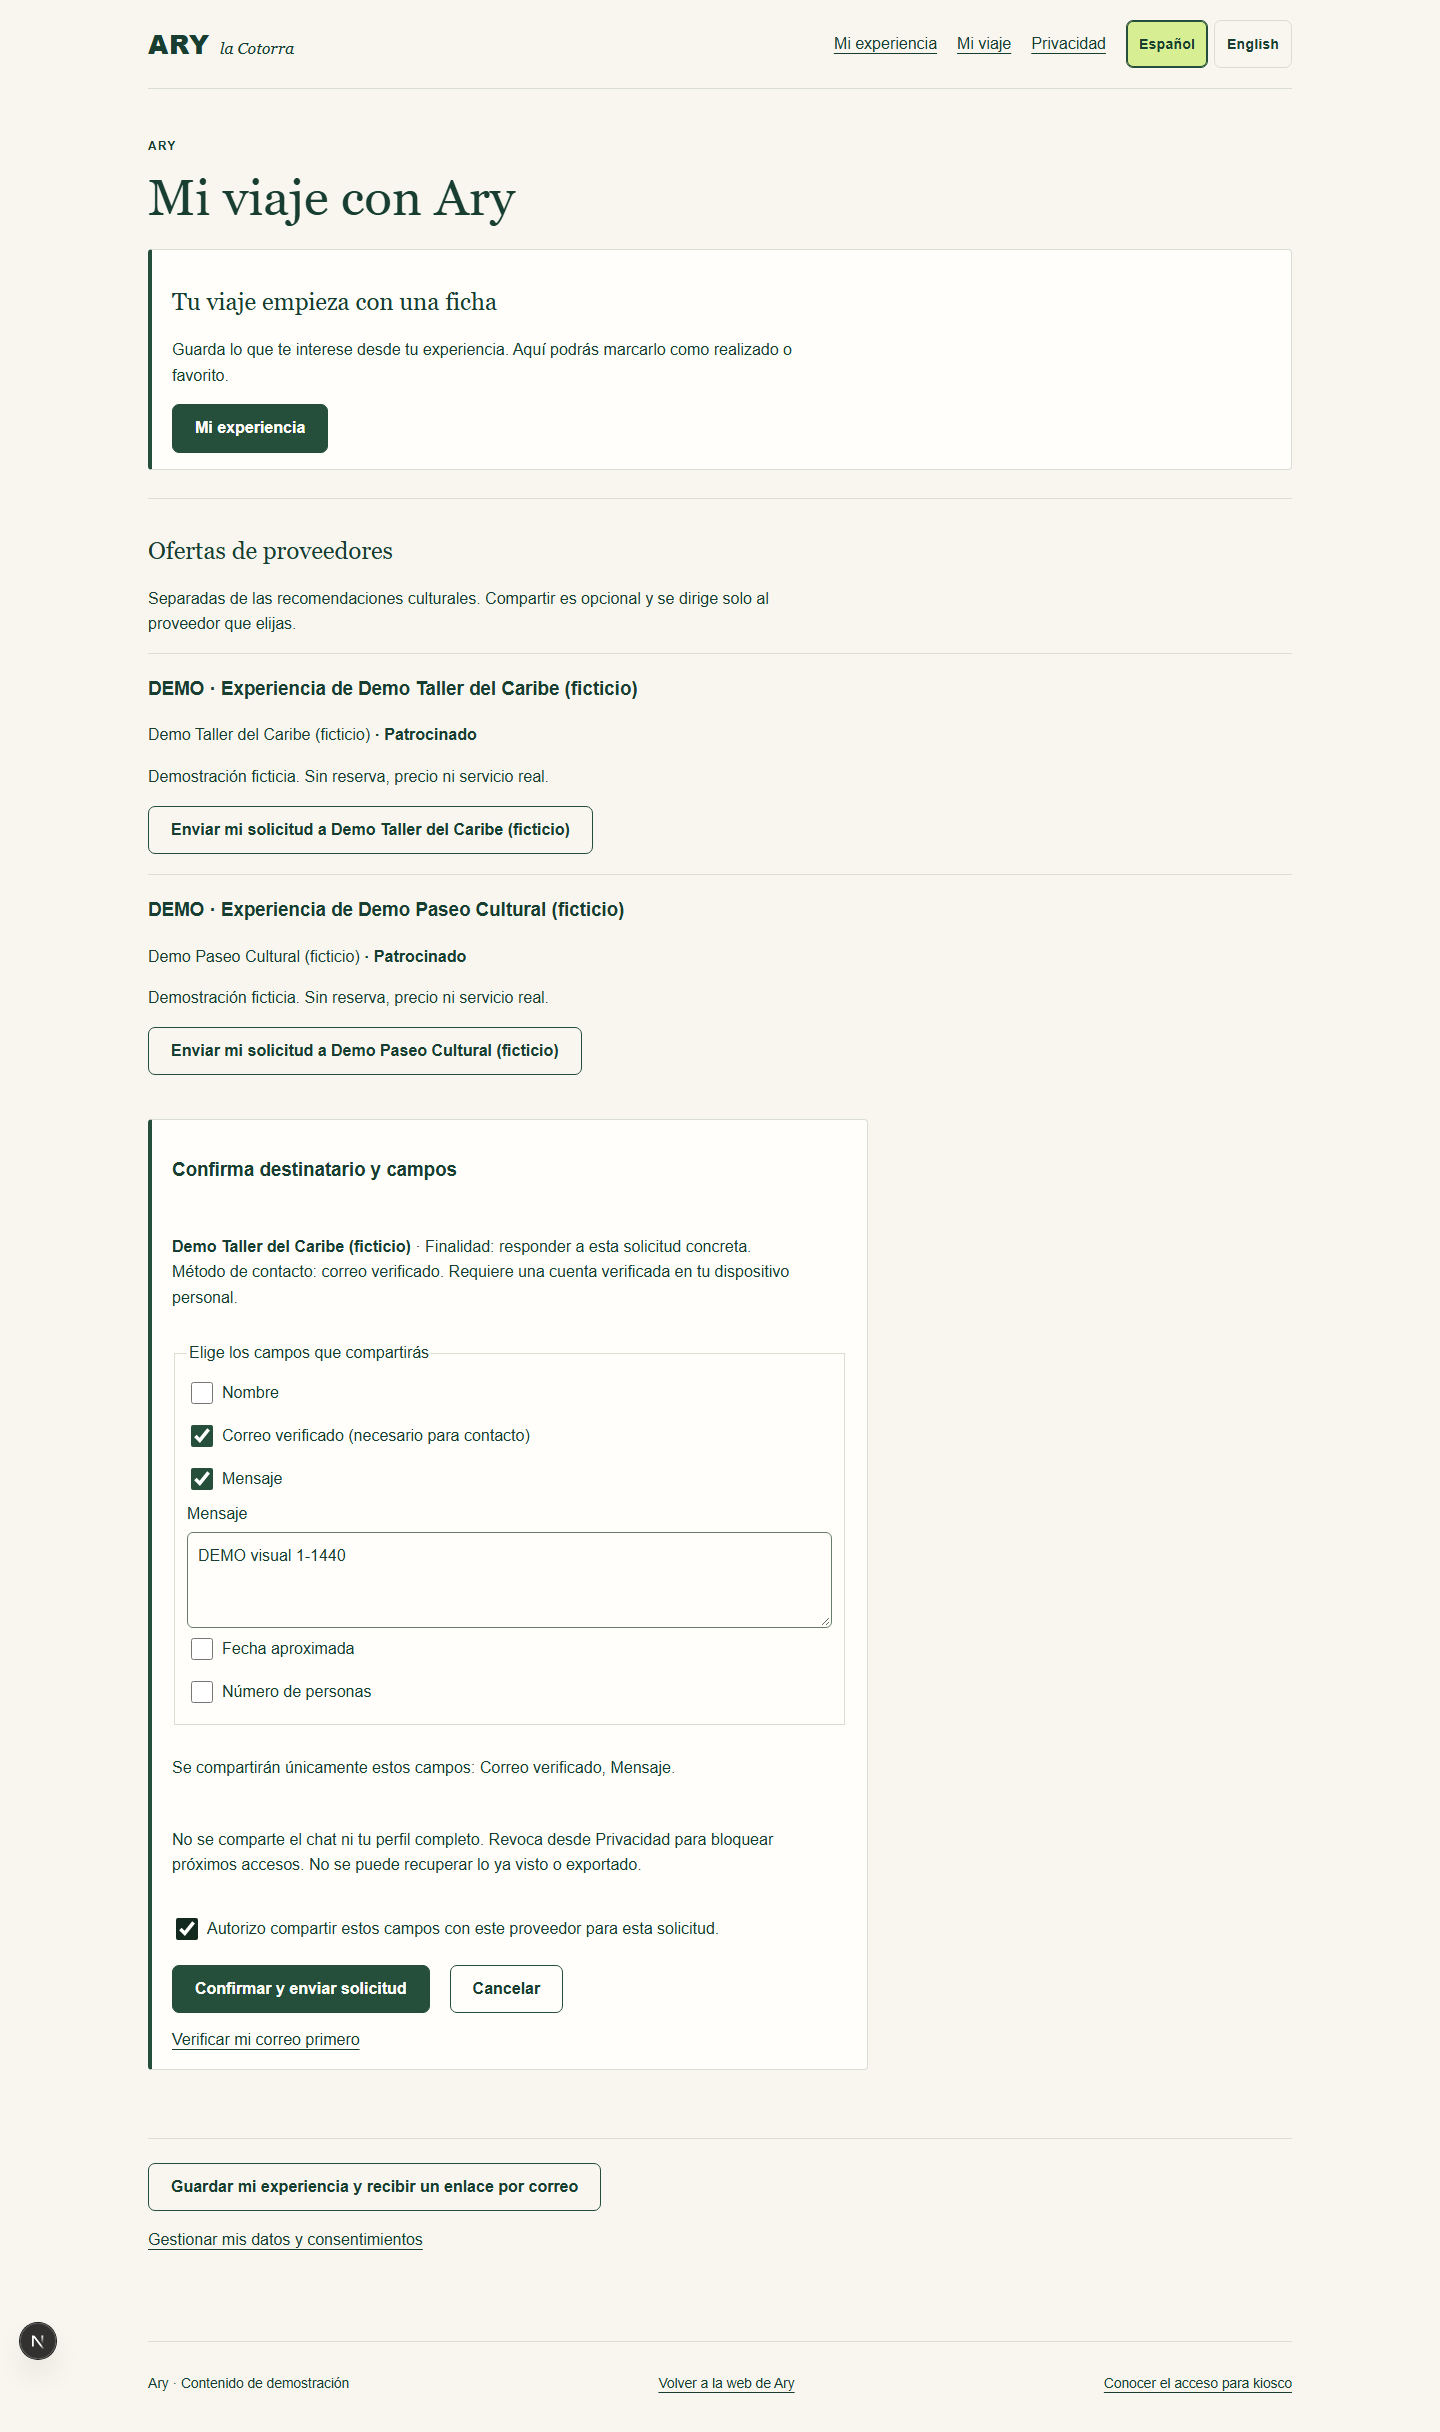 ARY la Cotorra
Mi experiencia Mi viaje Privacidad Español English
ARY
Mi viaje con Ary
Tu viaje empieza con una ficha
Guarda lo que te interese desde tu experiencia. Aquí podrás marcarlo como realizado o
favorito.
Mi experiencia
Ofertas de proveedores
Separadas de las recomendaciones culturales. Compartir es opcional y se dirige solo al
proveedor que elijas.
DEMO · Experiencia de Demo Taller del Caribe (ficticio)
Demo Taller del Caribe (ficticio) · Patrocinado
Demostración ficticia. Sin reserva, precio ni servicio real.
Enviar mi solicitud a Demo Taller del Caribe (ficticio)
DEMO · Experiencia de Demo Paseo Cultural (ficticio)
Demo Paseo Cultural (ficticio) · Patrocinado
Demostración ficticia. Sin reserva, precio ni servicio real.
Enviar mi solicitud a Demo Paseo Cultural (ficticio)
Confirma destinatario y campos
Demo Taller del Caribe (ficticio) · Finalidad: responder a esta solicitud concreta.
Método de contacto: correo verificado. Requiere una cuenta verificada en tu dispositivo
personal.
Elige los campos que compartirás
Nombre
Correo verificado (necesario para contacto)
Mensaje
Mensaje
DEMO visual 1-1440
Fecha aproximada
Número de personas
Se compartirán únicamente estos campos: Correo verificado, Mensaje.
No se comparte el chat ni tu perfil completo. Revoca desde Privacidad para bloquear
próximos accesos. No se puede recuperar lo ya visto o exportado.
Autorizo compartir estos campos con este proveedor para esta solicitud.
Confirmar y enviar solicitud Cancelar
Verificar mi correo primero
Guardar mi experiencia y recibir un enlace por correo
Gestionar mis datos y consentimientos
N
Ary · Contenido de demostración Volver a la web de Ary Conocer el acceso para kiosco